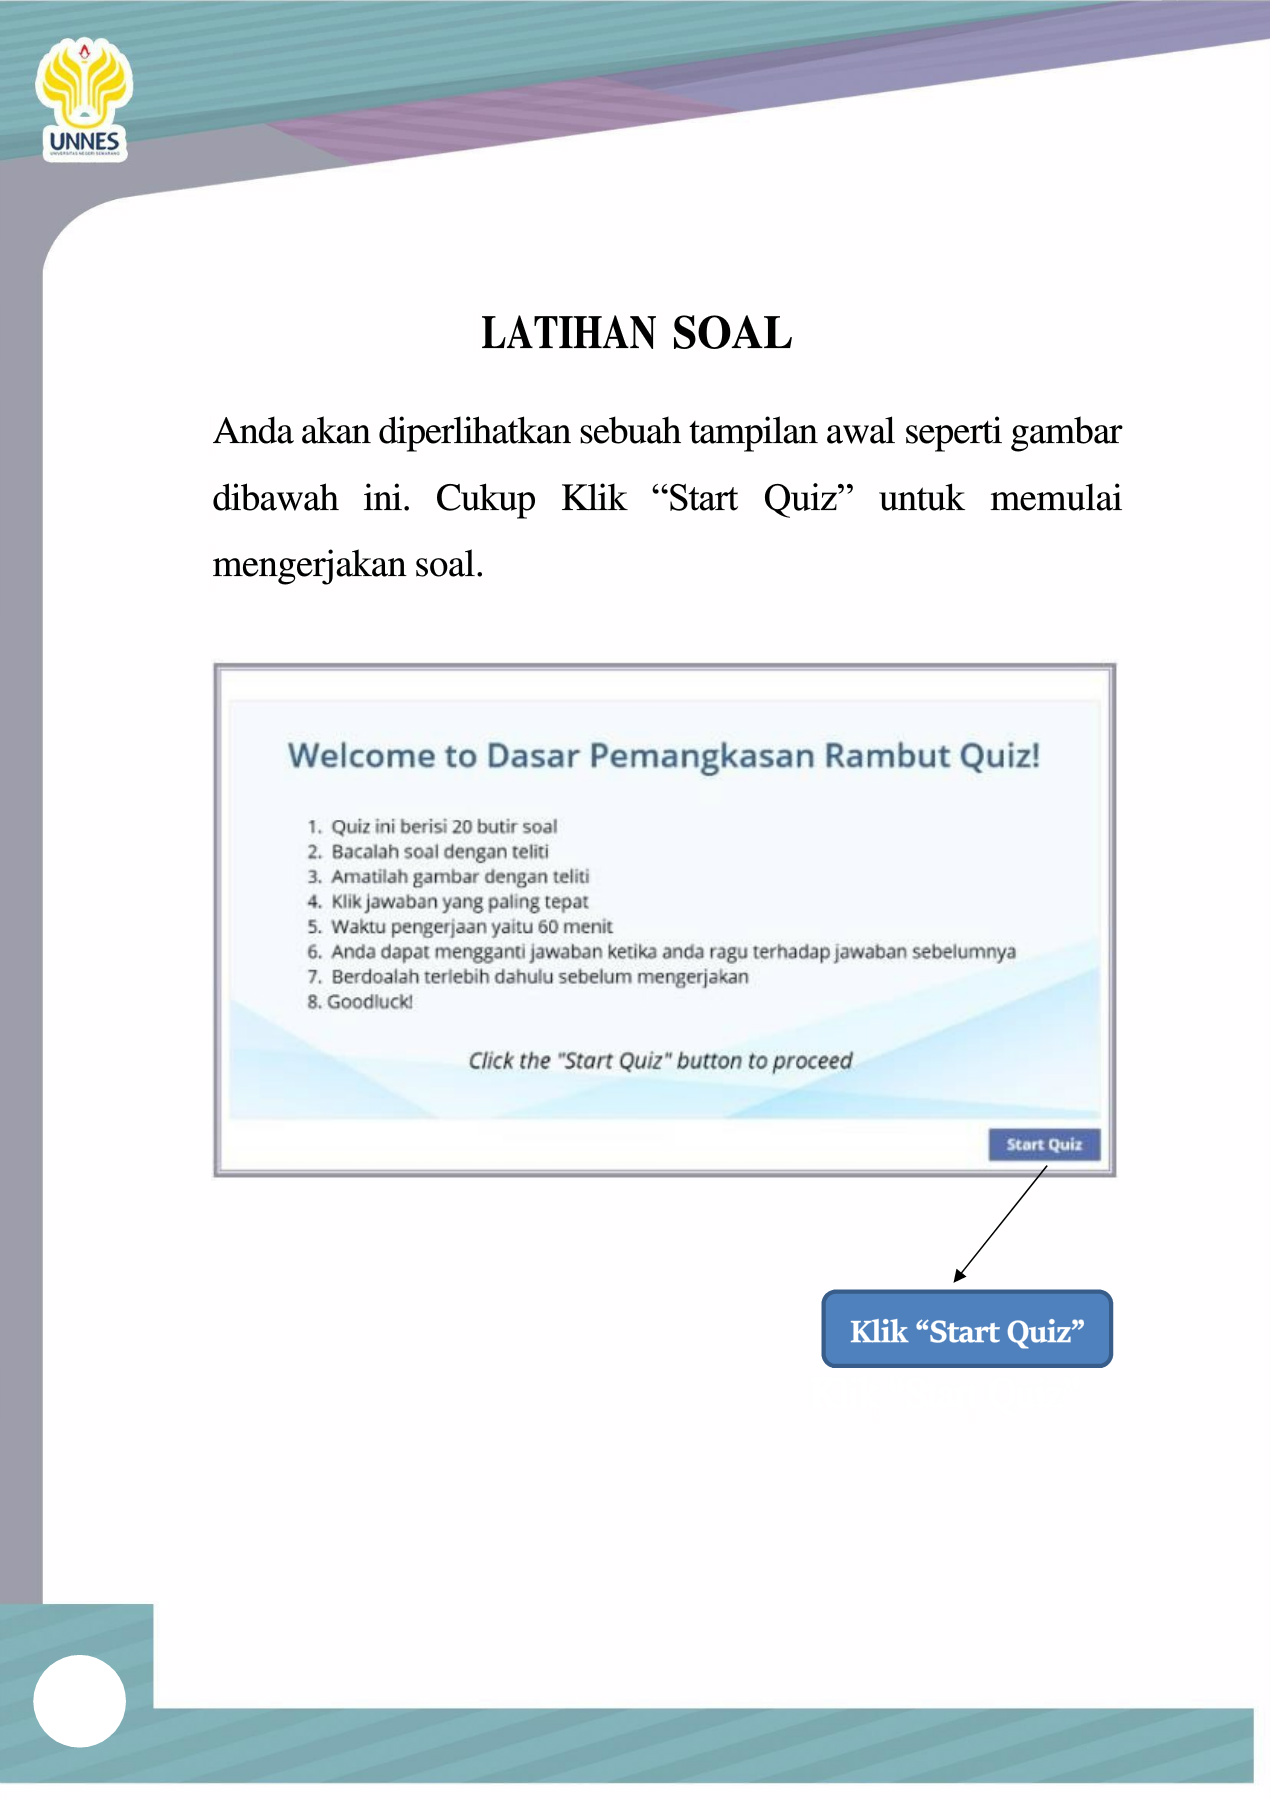 UNNES
UNIVERSITAS NEGERI SEMARANG
LATIHAN SOAL
Anda akan diperlihatkan sebuah tampilan awal seperti gambar
dibawah ini. Cukup Klik “Start Quiz” untuk memulai
mengerjakan soal.
Welcome to Dasar Pemangkasan Rambut Quiz!
1. Quiz ini berisi 20 butir soal
2. Bacalah soal dengan teliti
3. Amatilah gambar dengan teliti
4. Klik jawaban yang paling tepat
5. Waktu pengerjaan yaitu 60 menit
6. Anda dapat mengganti jawaban ketika anda ragu terhadap jawaban sebelumnya
7. Berdoalah terlebih dahulu sebelum mengerjakan
8. Goodluck!
Click the "Start Quiz" button to proceed
Start Quiz
Klik “Start Quiz”